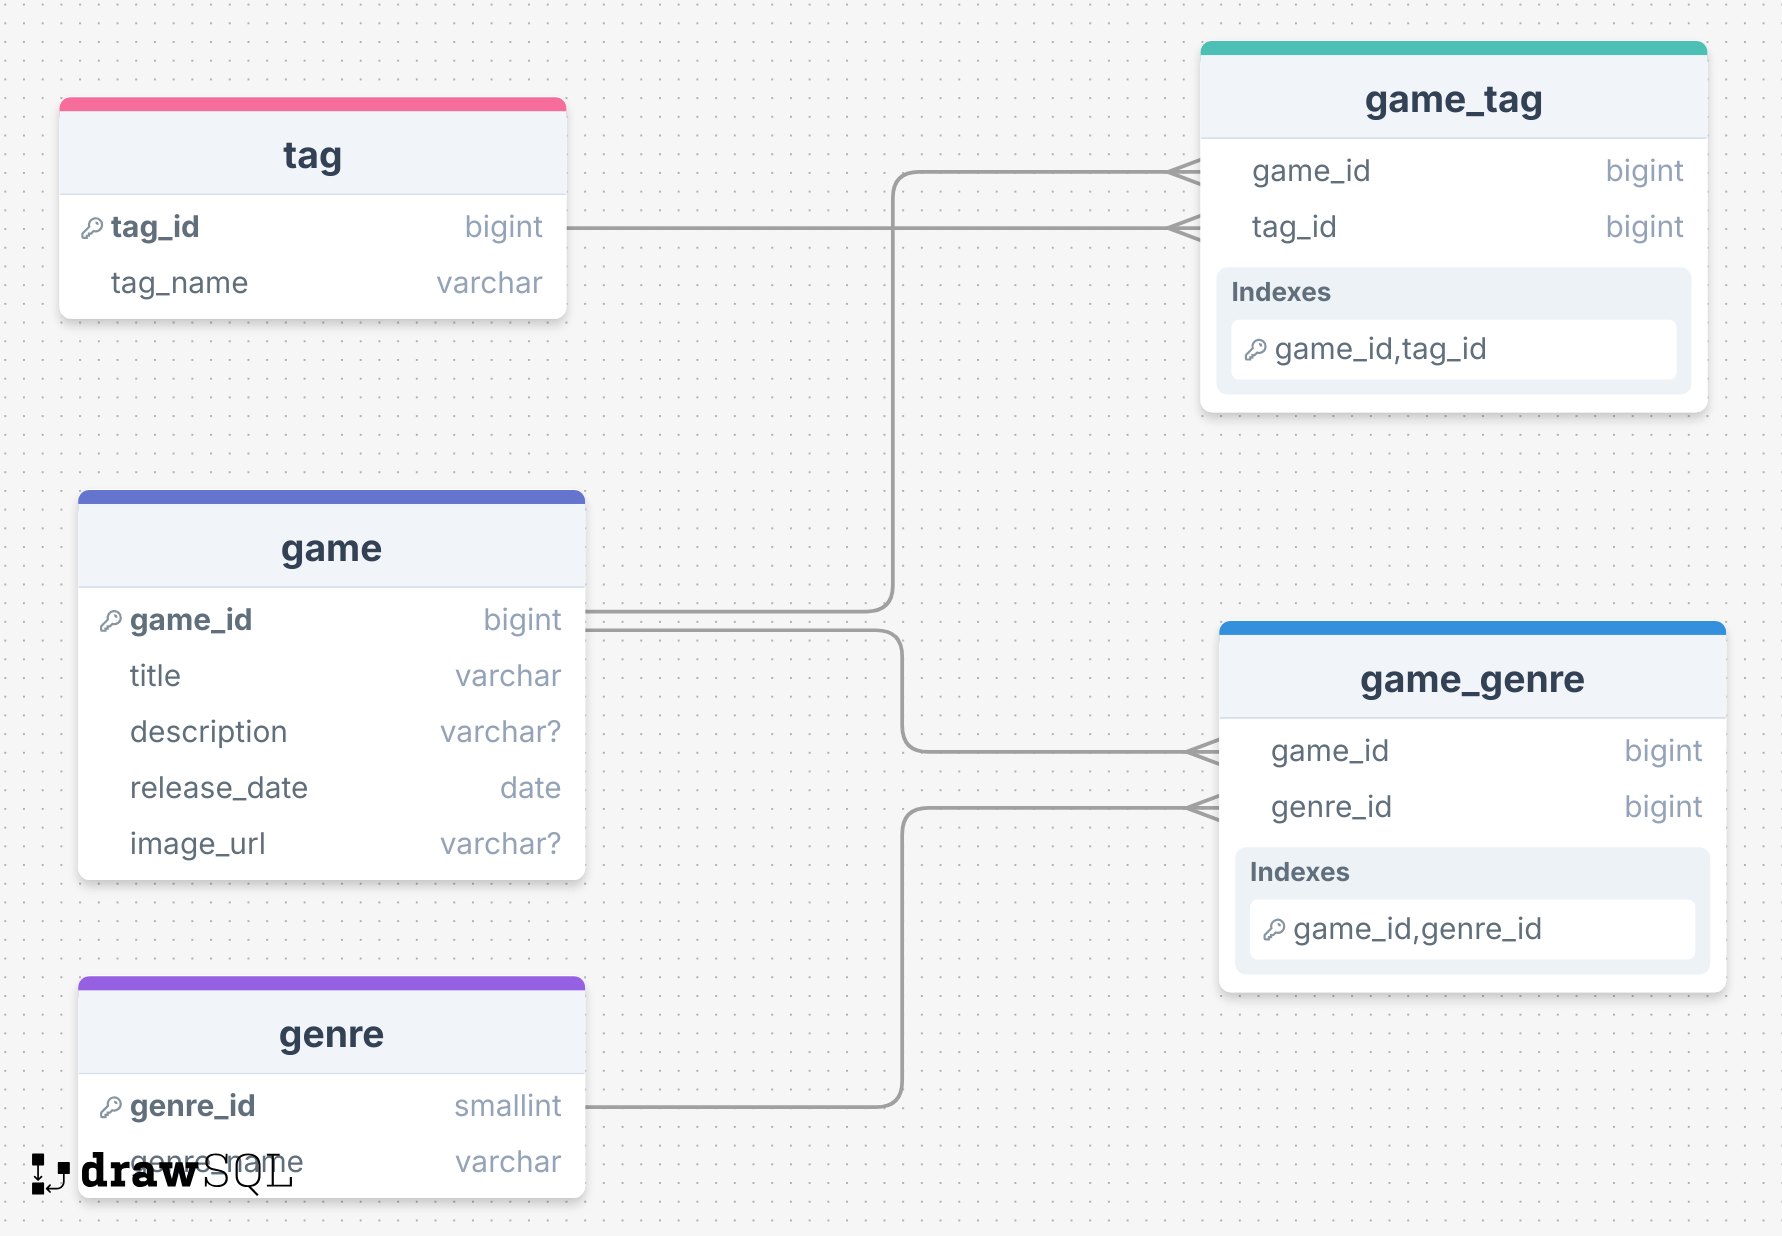 tag
tag_id bigint
tag_name varchar
game_tag
game_id bigint
tag_id bigint
Indexes
game_id,tag_id
game
game_id bigint
title varchar
description varchar?
release_date date
image_url varchar?
game_genre
game_id bigint
genre_id bigint
Indexes
game_id,genre_id
genre
genre_id smallint
genre_name varchar
drawSQL